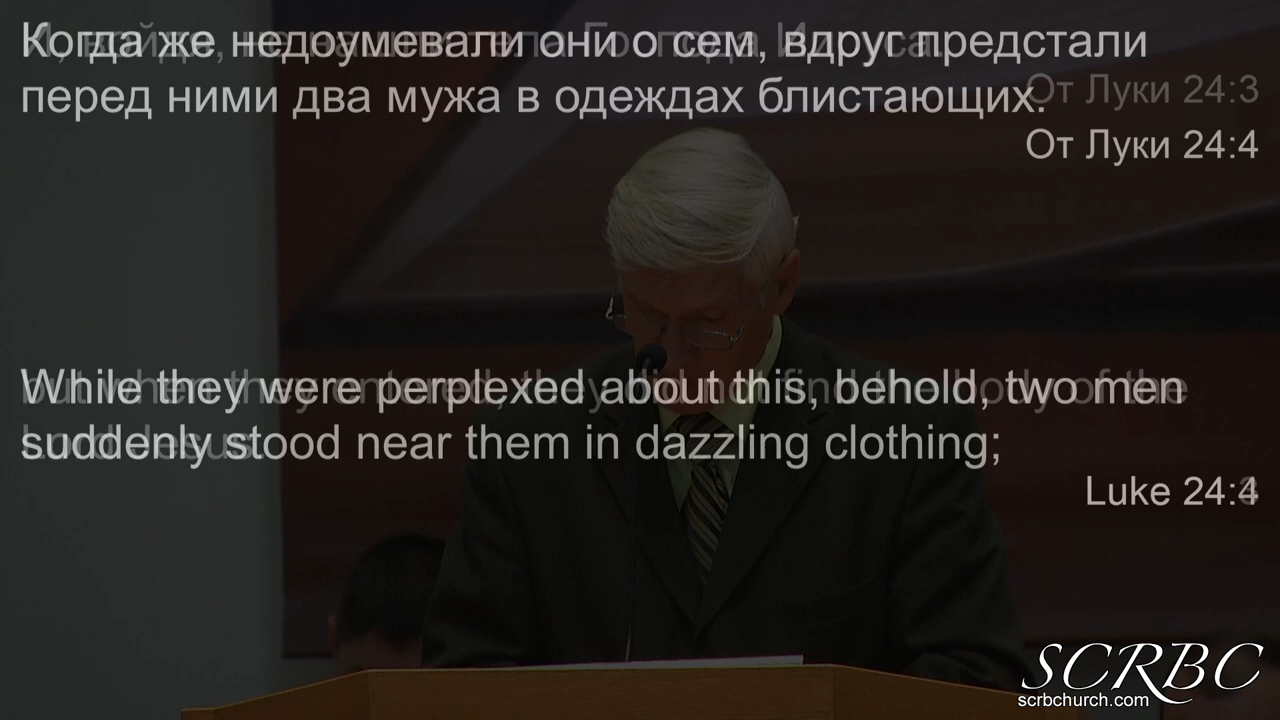 Когда же недоумевали они о сем, вдруг предстали
перед ними два мужа в одеждах блистающих.
От Луки 24:3
От Луки 24:4
While they were perplexed about this, behold, two men
suddenly stood near them in dazzling clothing;
Luke 24:4
SCRBC
scrbchurch.com